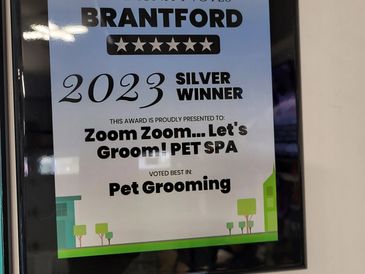 BRANTFORD
2023 SILVER
WINNER
THIS AWARD IS PROUDLY PRESENTED TO:
Zoom Zoom... Let's
Groom! PET SPA
VOTED BEST IN:
Pet Grooming